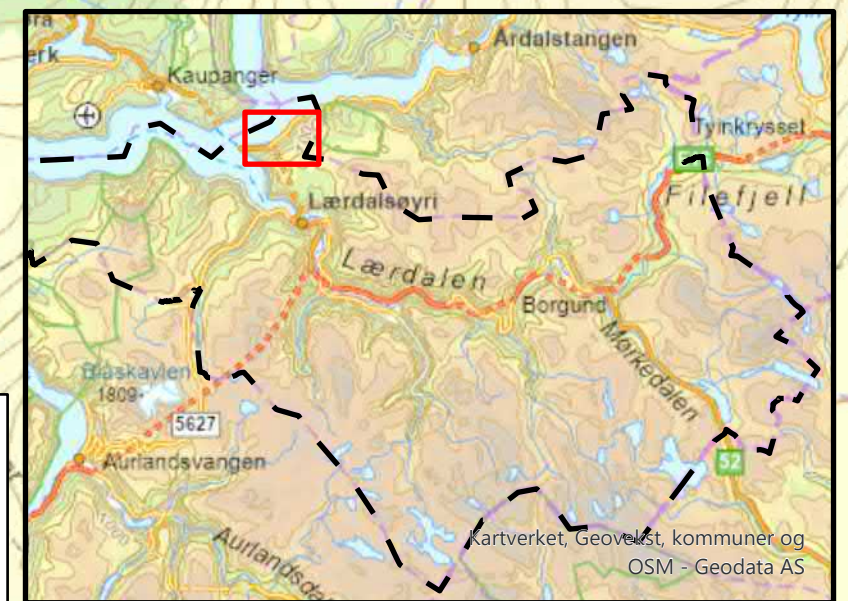 Årdalstangen
Kaupanger
Tyinkrysset
Filefjell
Lærdalsøyri
Lærdalen
Borgund
Mørkedalen
Blåskavlen
1809
5627
Aurlandsvangen
52
Kartverket, Geovekst, kommuner og
OSM - Geodata AS